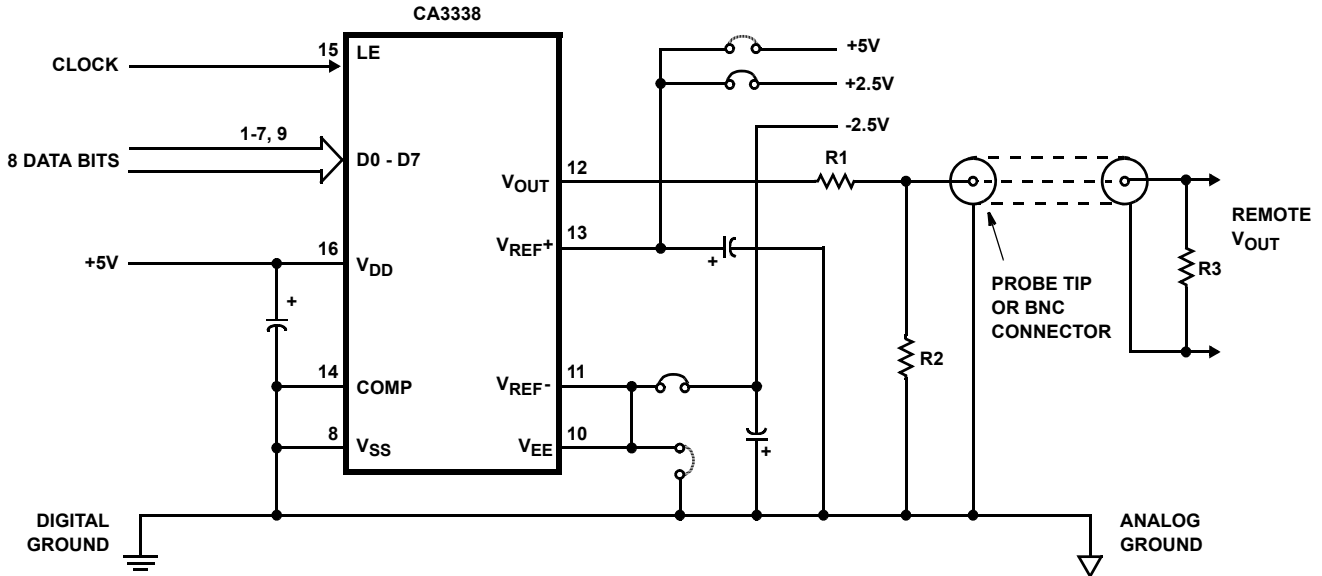 CA3338
CLOCK
15
LE
8 DATA BITS
1-7, 9
D0 - D7
+5V
16
VDD
+
14
COMP
8
VSS
VOUT
12
VREF+
13
+
VREF-
11
VEE
10
+5V
+2.5V
-2.5V
+
R1
R2
PROBE TIP
OR BNC
CONNECTOR
R3
REMOTE
VOUT
DIGITAL
GROUND
ANALOG
GROUND